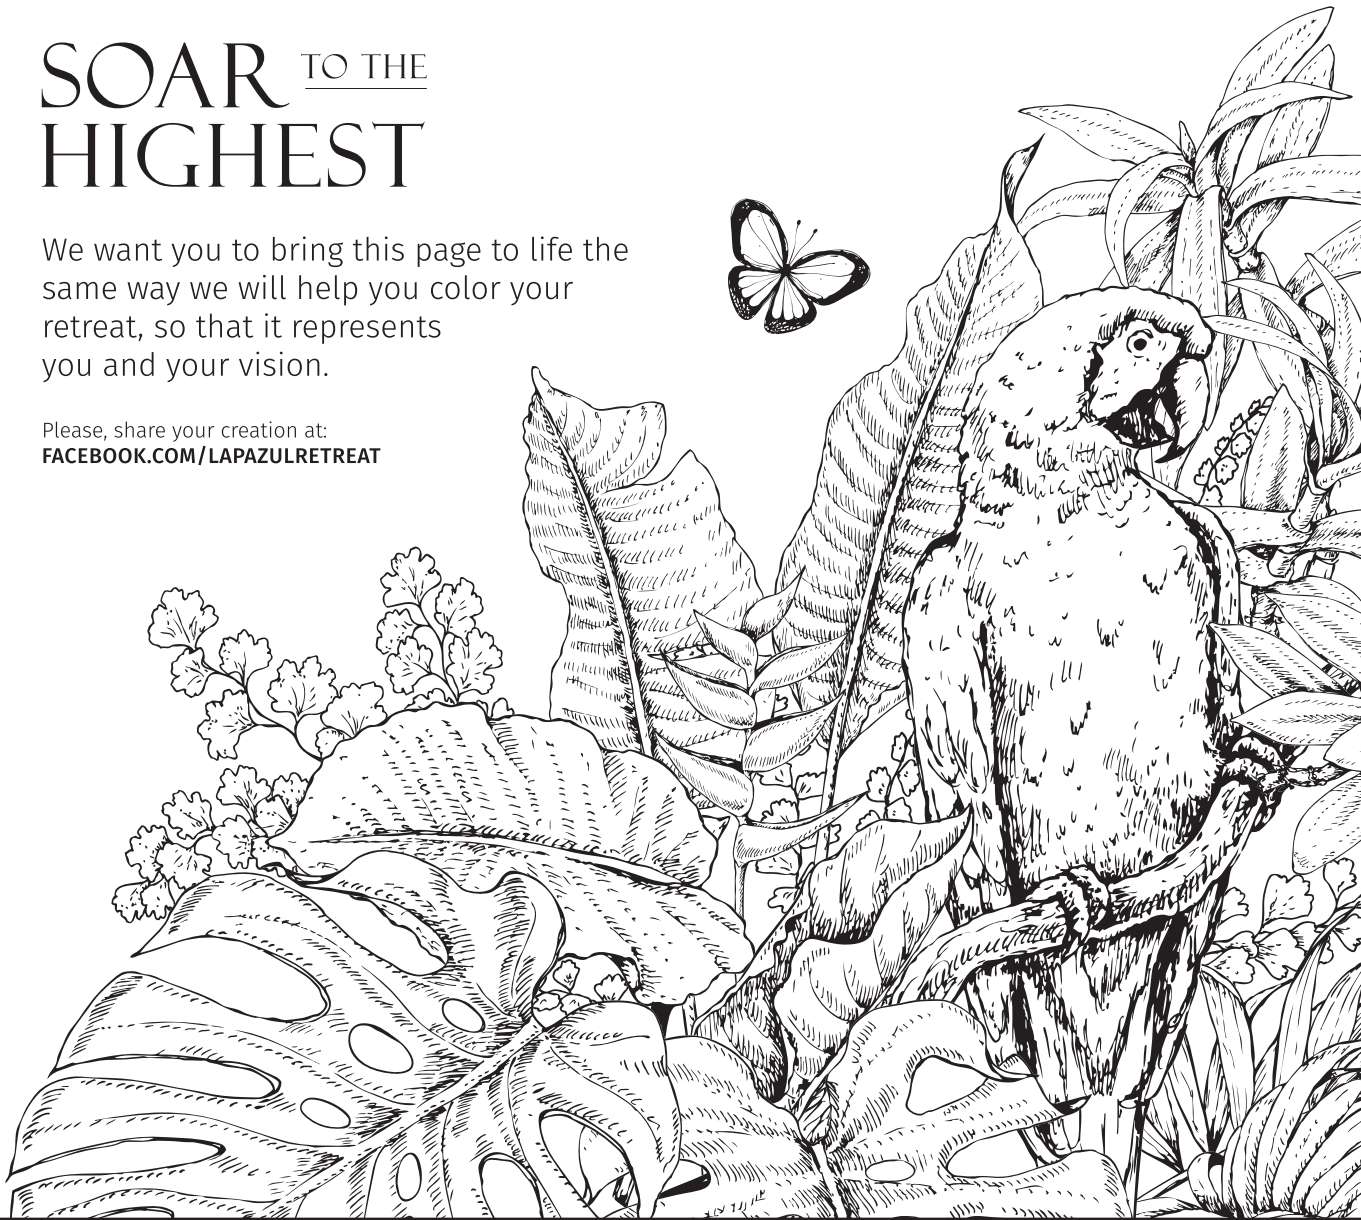 SOAR TO THE
HIGHEST
We want you to bring this page to life the
same way we will help you color your
retreat, so that it represents
you and your vision.
Please, share your creation at:
FACEBOOK.COM/LAPAZULRETREAT